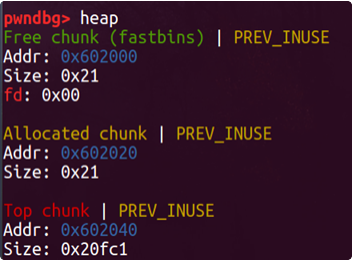 pwndbg> heap
Free chunk (fastbins) | PREV_INUSE
Addr: 0x602000
Size: 0x21
fd: 0x00

Allocated chunk | PREV_INUSE
Addr: 0x602020
Size: 0x21

Top chunk | PREV_INUSE
Addr: 0x602040
Size: 0x20fc1